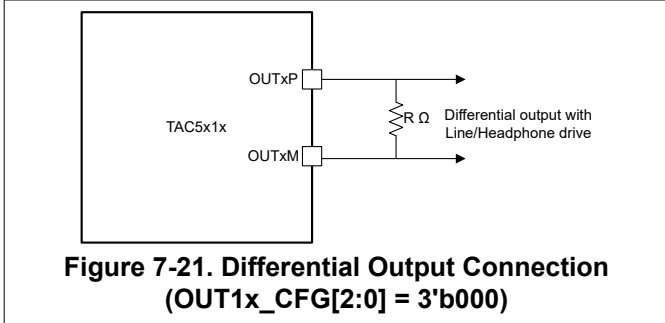 OUTxP
TAC5x1x
R Ω
Differential output with
Line/Headphone drive
OUTxM
Figure 7-21. Differential Output Connection
(OUT1x_CFG[2:0] = 3'b000)